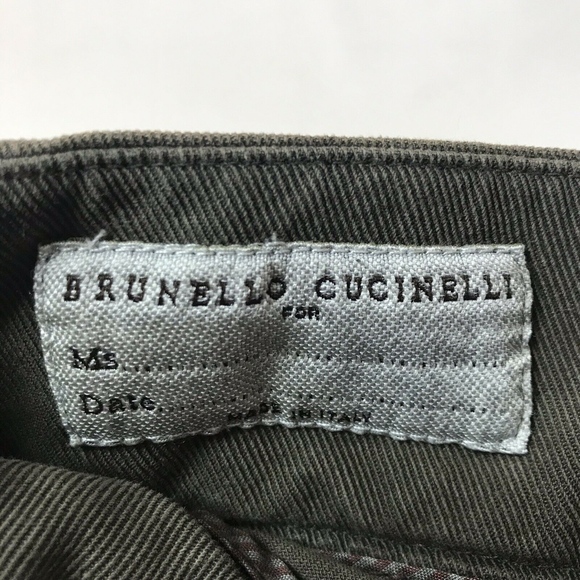 BRUNELLO CUCINELLI
FOR
Ms..............................
Date..............................
MADE IN ITALY